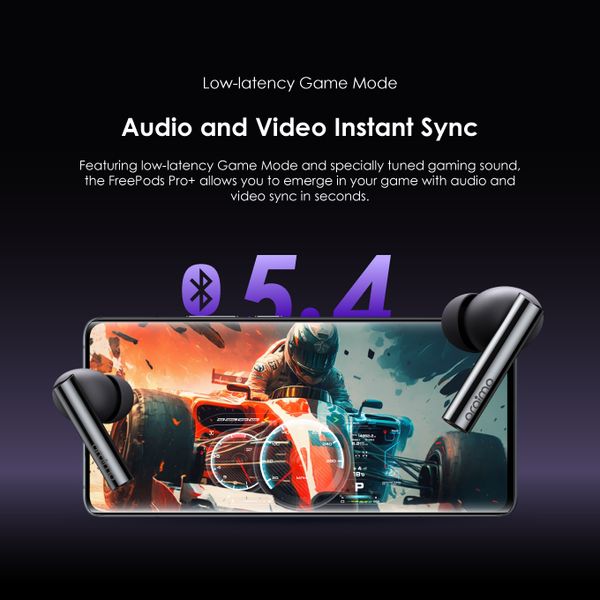 Low-latency Game Mode
Audio and Video Instant Sync
Featuring low-latency Game Mode and specially tuned gaming sound,
the FreePods Pro+ allows you to emerge in your game with audio and
video sync in seconds.
5.4
oraimo
oraimo